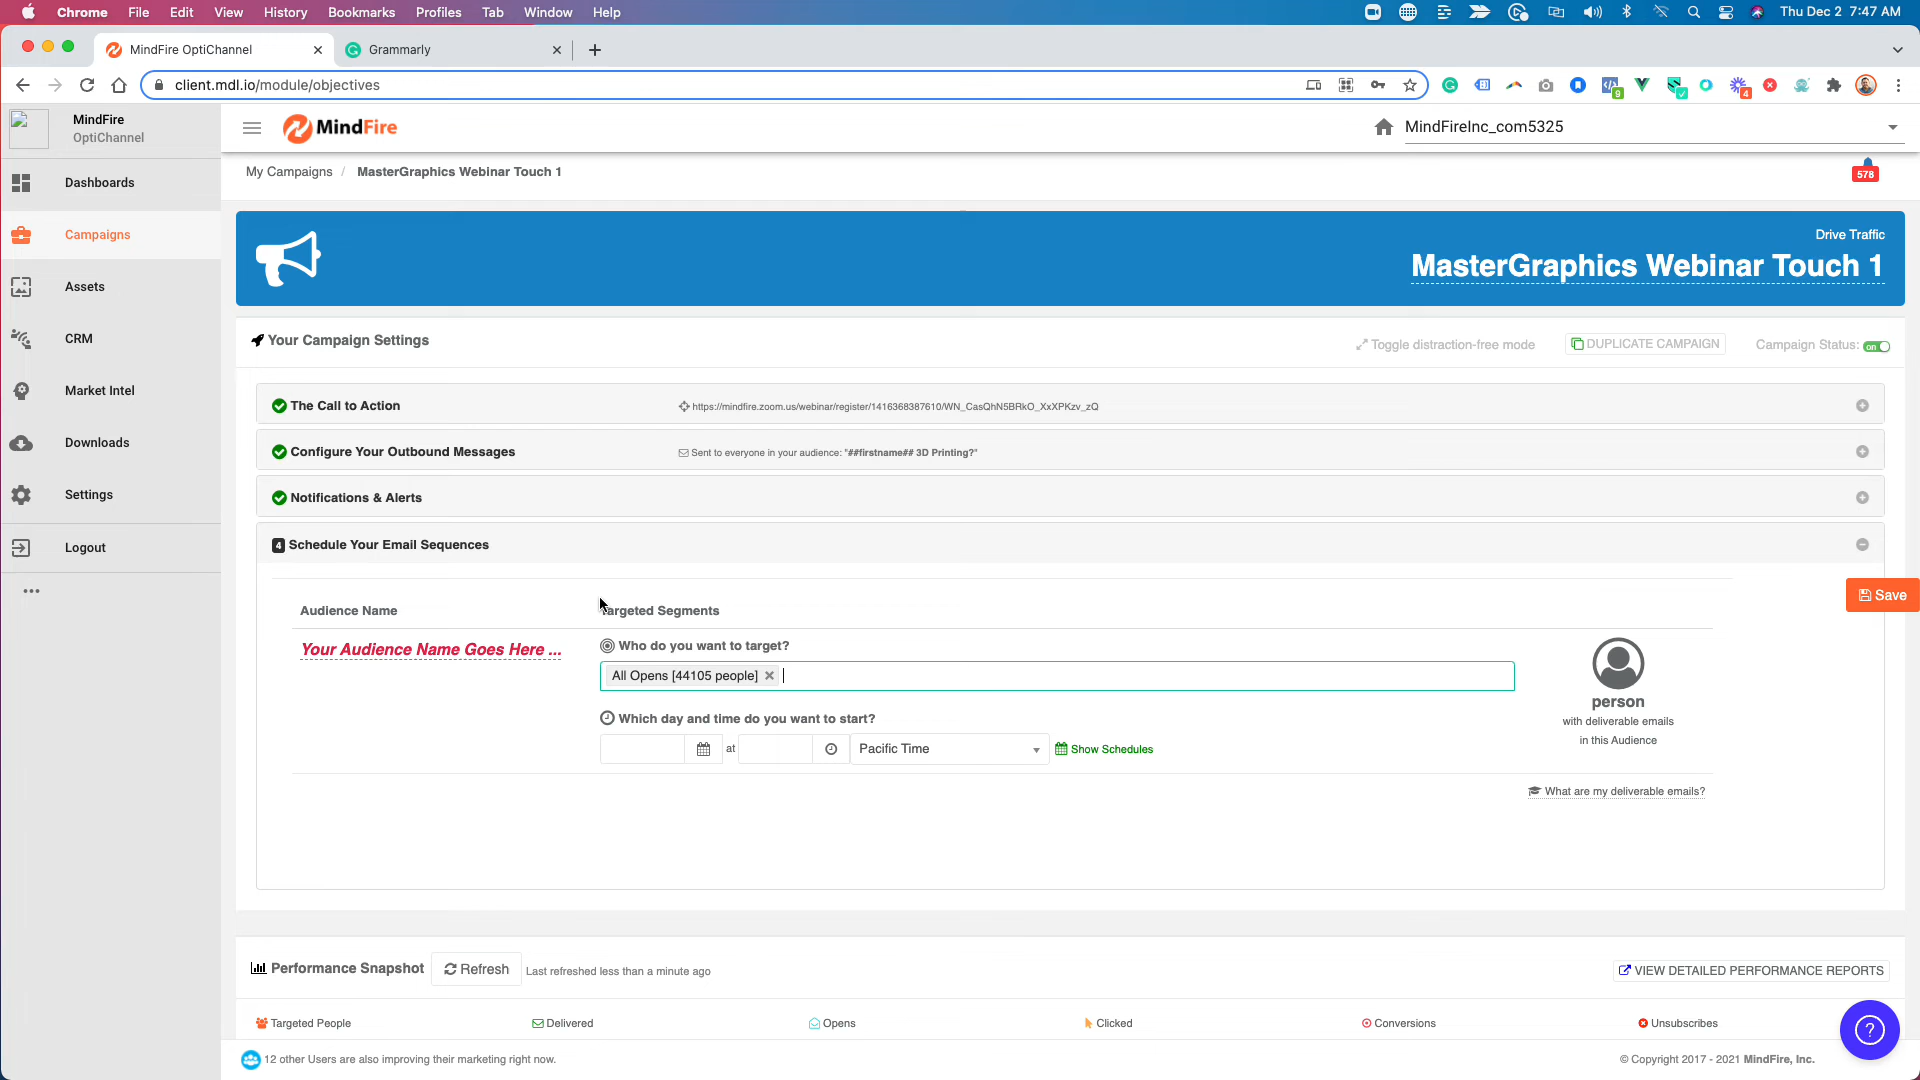 Chrome File Edit View History Bookmarks Profiles Tab Window Help
Thu Dec 2 7:47 AM
MindFire OptiChannel
Grammarly
client.mdl.io/module/objectives
9
4
MindFire
OptiChannel
MindFire
MindFireInc_com5325
Dashboards
Campaigns
Assets
CRM
Market Intel
Downloads
Settings
Logout
My Campaigns / MasterGraphics Webinar Touch 1
578
Drive Traffic
MasterGraphics Webinar Touch 1
Your Campaign Settings
Toggle distraction-free mode
DUPLICATE CAMPAIGN
Campaign Status: on
The Call to Action
https://mindfire.zoom.us/webinar/register/1416368387610/WN_CasQhN5BRkO_XxXPKzv_zQ
Configure Your Outbound Messages
Sent to everyone in your audience: "##firstname## 3D Printing?"
Notifications & Alerts
4 Schedule Your Email Sequences
Save
Audience Name
Targeted Segments
Your Audience Name Goes Here ...
Who do you want to target?
All Opens [44105 people]
Which day and time do you want to start?
at
Pacific Time
Show Schedules
person
with deliverable emails
in this Audience
What are my deliverable emails?
Performance Snapshot
Refresh
Last refreshed less than a minute ago
VIEW DETAILED PERFORMANCE REPORTS
Targeted People
Delivered
Opens
Clicked
Conversions
Unsubscribes
12 other Users are also improving their marketing right now.
© Copyright 2017 - 2021 MindFire, Inc.